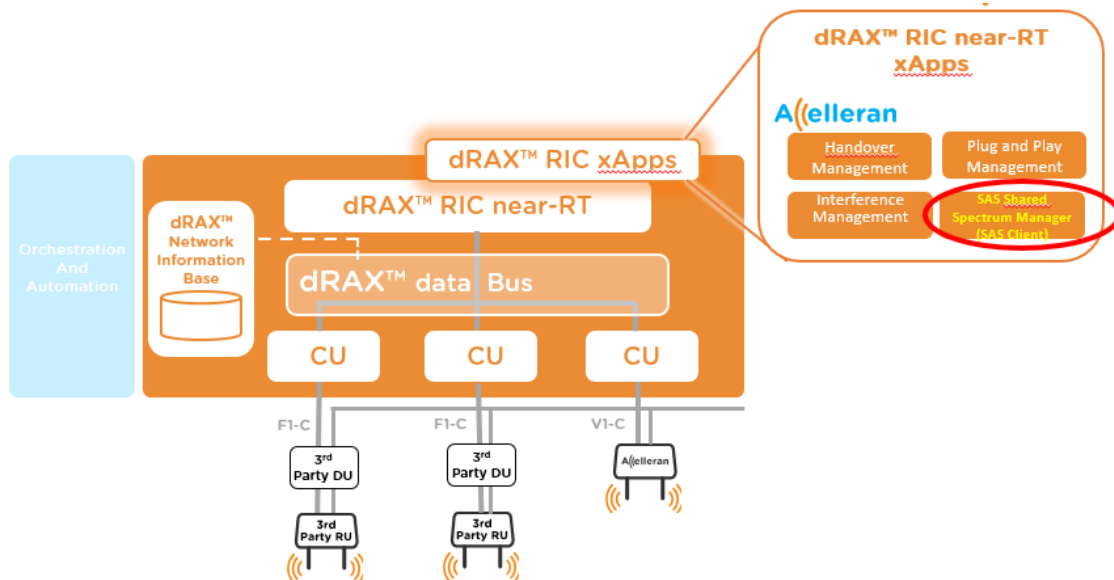 dRAX™ RIC near-RT
xApps
Accelleran
Handover
Management
Plug and Play
Management
Interference
Management
SAS Shared
Spectrum Manager
(SAS Client)
dRAX™ RIC xApps
dRAX™ RIC near-RT
Orchestration
And
Automation
dRAX™
Network
Information
Base
dRAX™ data Bus
CU
CU
CU
F1-C
F1-C
V1-C
3rd
Party DU
3rd
Party DU
Accelleran
3rd
Party RU
3rd
Party RU